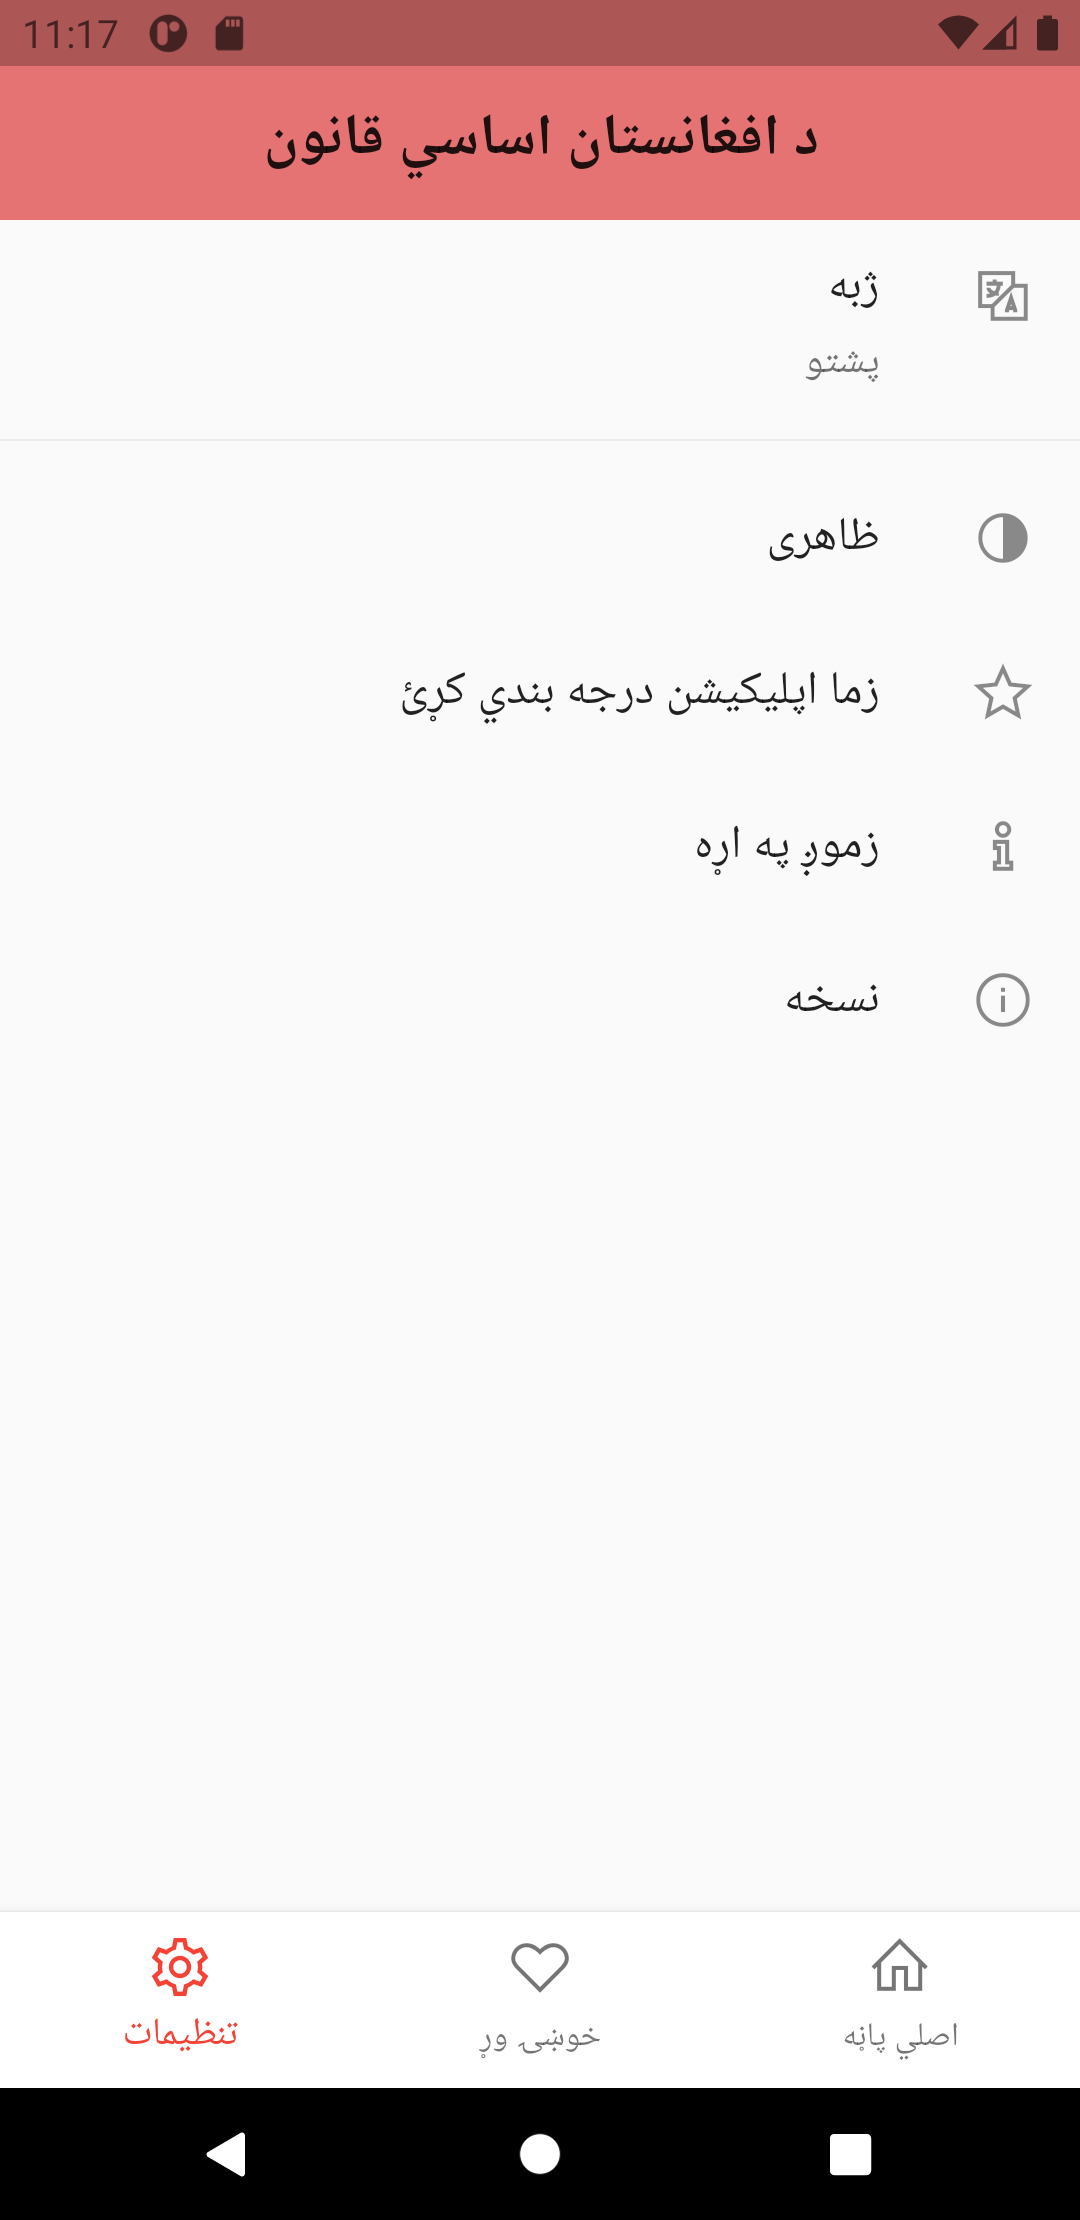 11:17
د افغانستان اساسي قانون
ژبه
پشتو
ظاهری
زما اپلیکیشن درجه بندي کړئ
زموږ په اړه
نسخه
اصلي پاڼه
خوښۍ وړ
تنظیمات